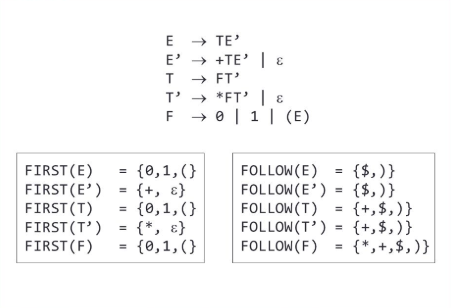 E → TE’
E’ → +TE’ | ε
T → FT’
T’ → *FT’ | ε
F → 0 | 1 | (E)
FIRST(E) = {0,1,(}
FIRST(E’) = {+, ε}
FIRST(T) = {0,1,(}
FIRST(T’) = {*, ε}
FIRST(F) = {0,1,(}
FOLLOW(E) = {$,)}
FOLLOW(E’) = {$,)}
FOLLOW(T) = {+,$,)}
FOLLOW(T’) = {+,$,)}
FOLLOW(F) = {*,+,$,)}